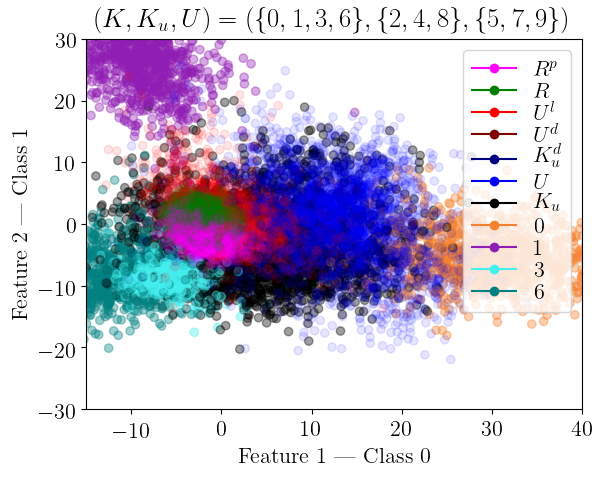 (K, K_u, U) = ({0, 1, 3, 6}, {2, 4, 8}, {5, 7, 9})
30
20
10
0
−10
−20
−30
Feature 2 — Class 1
R^p
R
U^l
U^d
K_u^d
U
K_u
0
1
3
6
−10
0
10
20
30
40
Feature 1 — Class 0